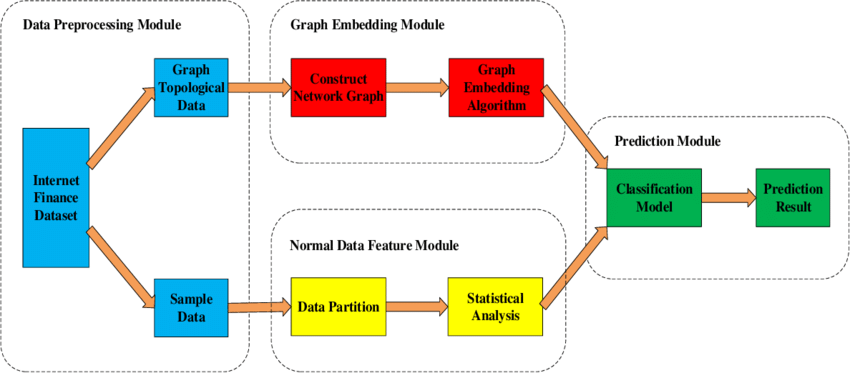 Data Preprocessing Module
Graph Embedding Module
Graph
Topological
Data
Construct
Network Graph
Graph
Embedding
Algorithm
Prediction Module
Internet
Finance
Dataset
Classification
Model
Prediction
Result
Normal Data Feature Module
Sample
Data
Data Partition
Statistical
Analysis